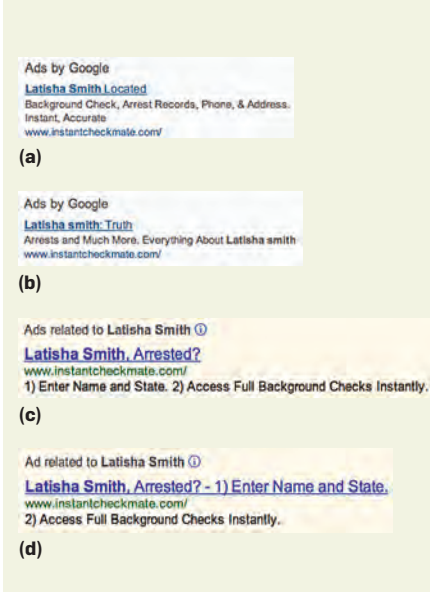 Ads by Google
Latisha Smith Located
Background Check, Arrest Records, Phone, & Address.
Instant, Accurate
www.instantcheckmate.com/
(a)
Ads by Google
Latisha smith: Truth
Arrests and Much More. Everything About Latisha smith
www.instantcheckmate.com/
(b)
Ads related to Latisha Smith ⓘ
Latisha Smith, Arrested?
www.instantcheckmate.com/
1) Enter Name and State. 2) Access Full Background Checks Instantly.
(c)
Ad related to Latisha Smith ⓘ
Latisha Smith, Arrested? - 1) Enter Name and State.
www.instantcheckmate.com/
2) Access Full Background Checks Instantly.
(d)